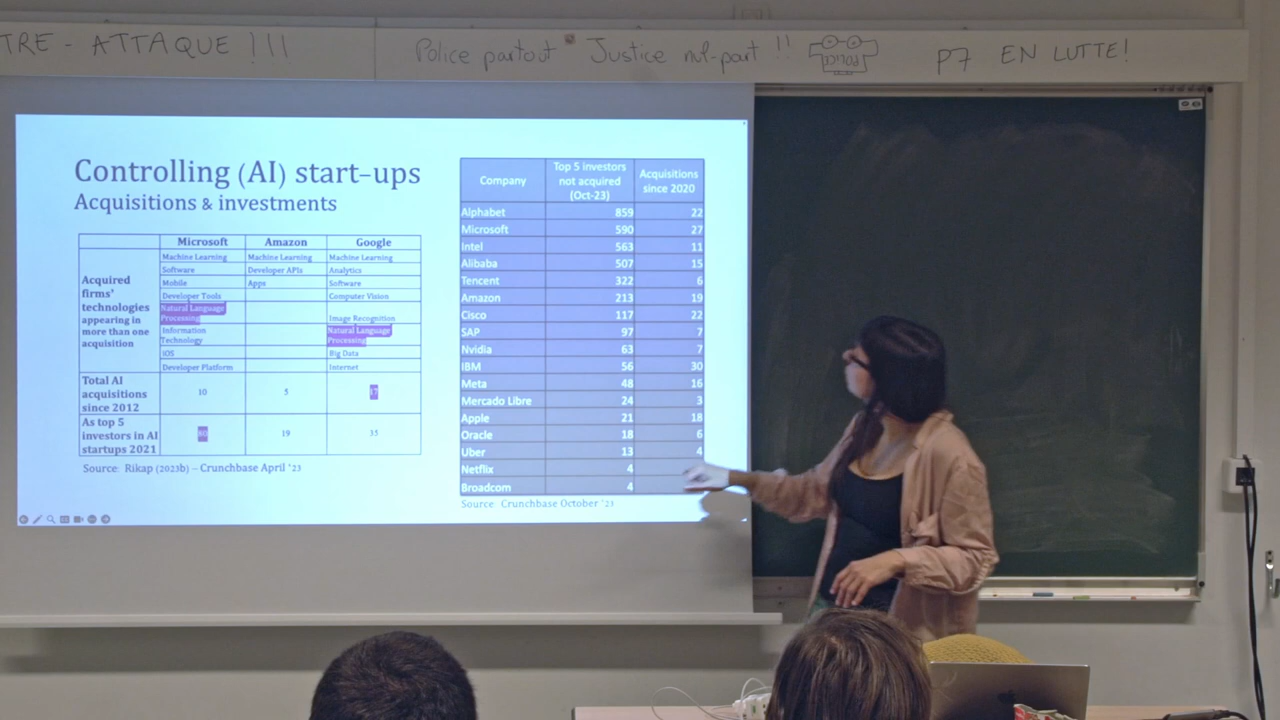 TRE - ATTAQUE !!!
Police partout Justice nul-part !!
POLICE
P7 EN LUTTE!
Controlling (AI) start-ups
Acquisitions & investments
Microsoft Amazon Google
Acquired firms' technologies appearing in more than one acquisition
Machine Learning Machine Learning Machine Learning
Software Developer APIs Analytics
Mobile Apps Software
Developer Tools Computer Vision
Natural Language Processing Image Recognition
Information Technology Natural Language Processing
iOS Big Data
Developer Platform Internet
Total AI acquisitions since 2012 10 5
As top 5 investors in AI startups 2021 19 35
Source: Rikap (2023b) – Crunchbase April '23
Company Top 5 investors not acquired (Oct-23) Acquisitions since 2020
Alphabet 859 22
Microsoft 590 27
Intel 563 11
Alibaba 507 15
Tencent 322 6
Amazon 213 19
Cisco 117 22
SAP 97 7
Nvidia 63 7
IBM 56 30
Meta 48 16
Mercado Libre 24 3
Apple 21 18
Oracle 18 6
Uber 13 4
Netflix 4
Broadcom 4
Source: Crunchbase October '23